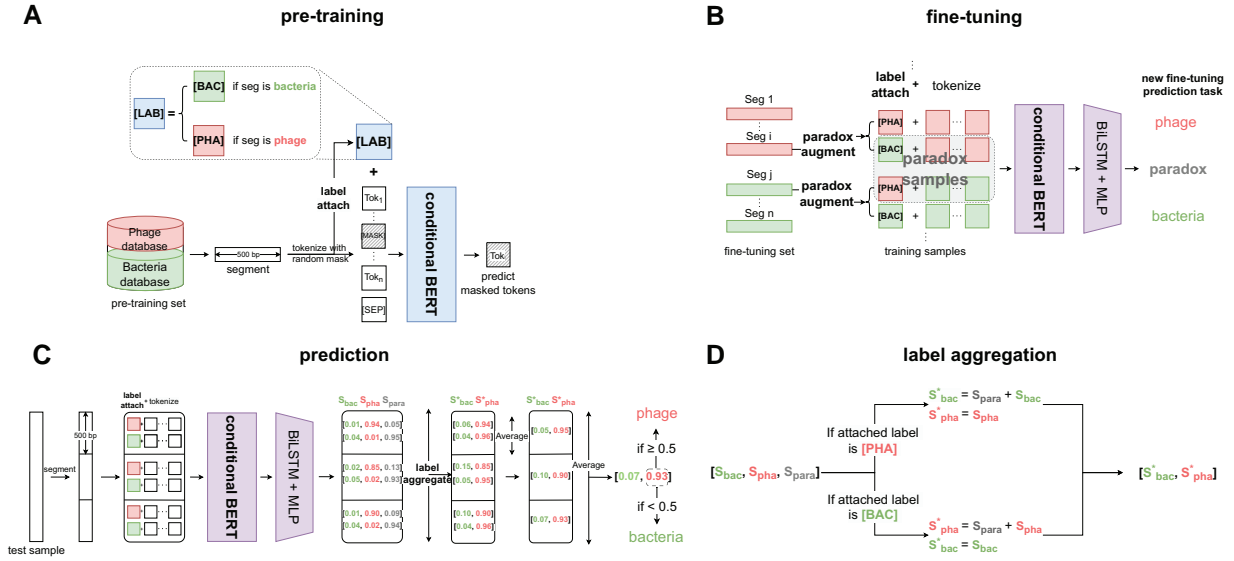 A
pre-training
[LAB] =
[BAC] if seg is bacteria
[PHA] if seg is phage
[LAB]
+
label
attach
Tok1
[MASK]
Tokn
[SEP]
Phage
database
Bacteria
database
pre-training set
500 bp
segment
tokenize with
random mask
conditional BERT
Tok
predict
masked tokens
B
fine-tuning
Seg 1
Seg i
Seg j
Seg n
fine-tuning set
paradox
augment
paradox
augment
label
attach + tokenize
[PHA] +
[BAC] +
paradox
samples
[PHA] +
[BAC] +
training samples
conditional BERT
BiLSTM + MLP
new fine-tuning
prediction task
phage
paradox
bacteria
C
prediction
test sample
segment
500 bp
label
attach + tokenize
conditional BERT
BiLSTM + MLP
Sbac Spha Spara
[0.01, 0.94, 0.05]
[0.04, 0.01, 0.95]
[0.02, 0.85, 0.13]
[0.05, 0.02, 0.93]
[0.01, 0.90, 0.09]
[0.04, 0.02, 0.94]
label
aggregate
S*bac S*pha
[0.06, 0.94]
[0.04, 0.96]
[0.15, 0.85]
[0.05, 0.95]
[0.10, 0.90]
[0.04, 0.96]
Average
S*bac S*pha
[0.05, 0.95]
[0.10, 0.90]
[0.07, 0.93]
Average
phage
if ≥ 0.5
[0.07, 0.93]
if < 0.5
bacteria
D
label aggregation
[Sbac, Spha, Spara]
If attached label
is [PHA]
S*bac = Spara + Sbac
S*pha = Spha
If attached label
is [BAC]
S*pha = Spara + Spha
S*bac = Sbac
[S*bac, S*pha]